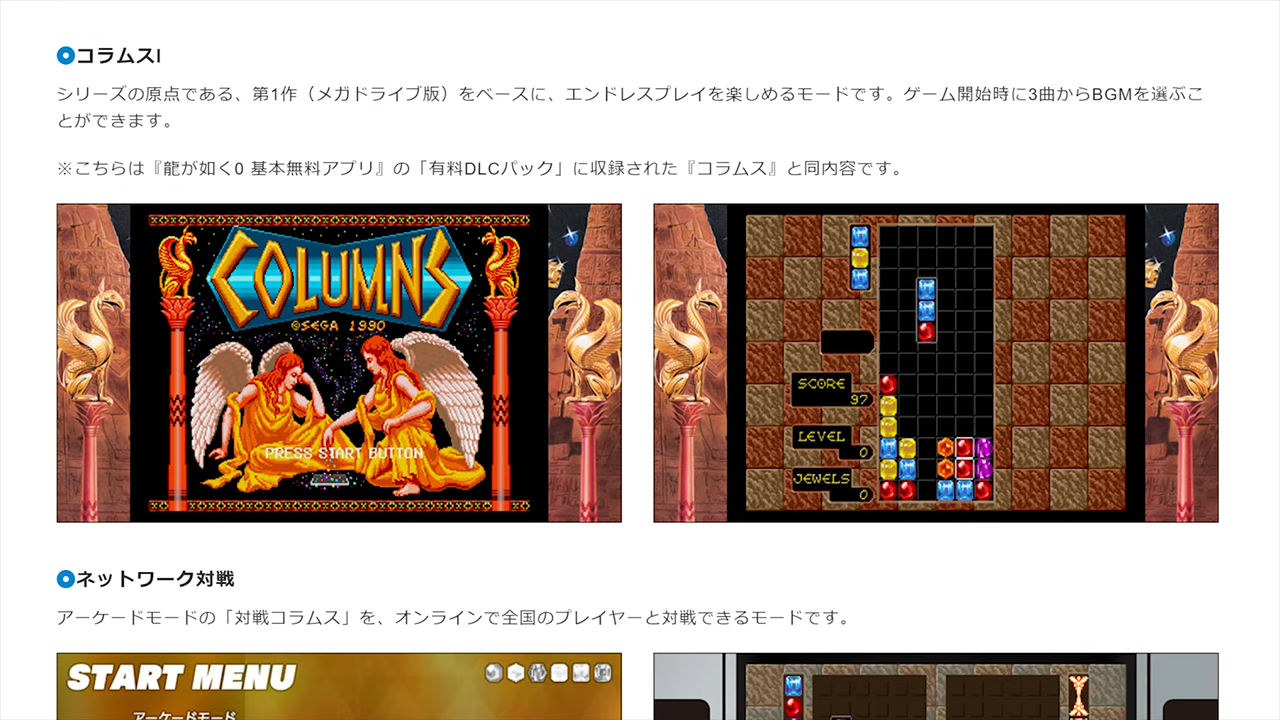 コラムスI
シリーズの原点である、第1作（メガドライブ版）をベースに、エンドレスプレイを楽しめるモードです。ゲーム開始時に3曲からBGMを選ぶこ
とができます。
※こちらは『龍が如く0 基本無料アプリ』の「有料DLCパック」に収録された『コラムス』と同内容です。
COLUMNS
©SEGA 1990
PRESS START BUTTON
SCORE
97
LEVEL
0
JEWELS
0
ネットワーク対戦
アーケードモードの「対戦コラムス」を、オンラインで全国のプレイヤーと対戦できるモードです。
START MENU
アーケードモード